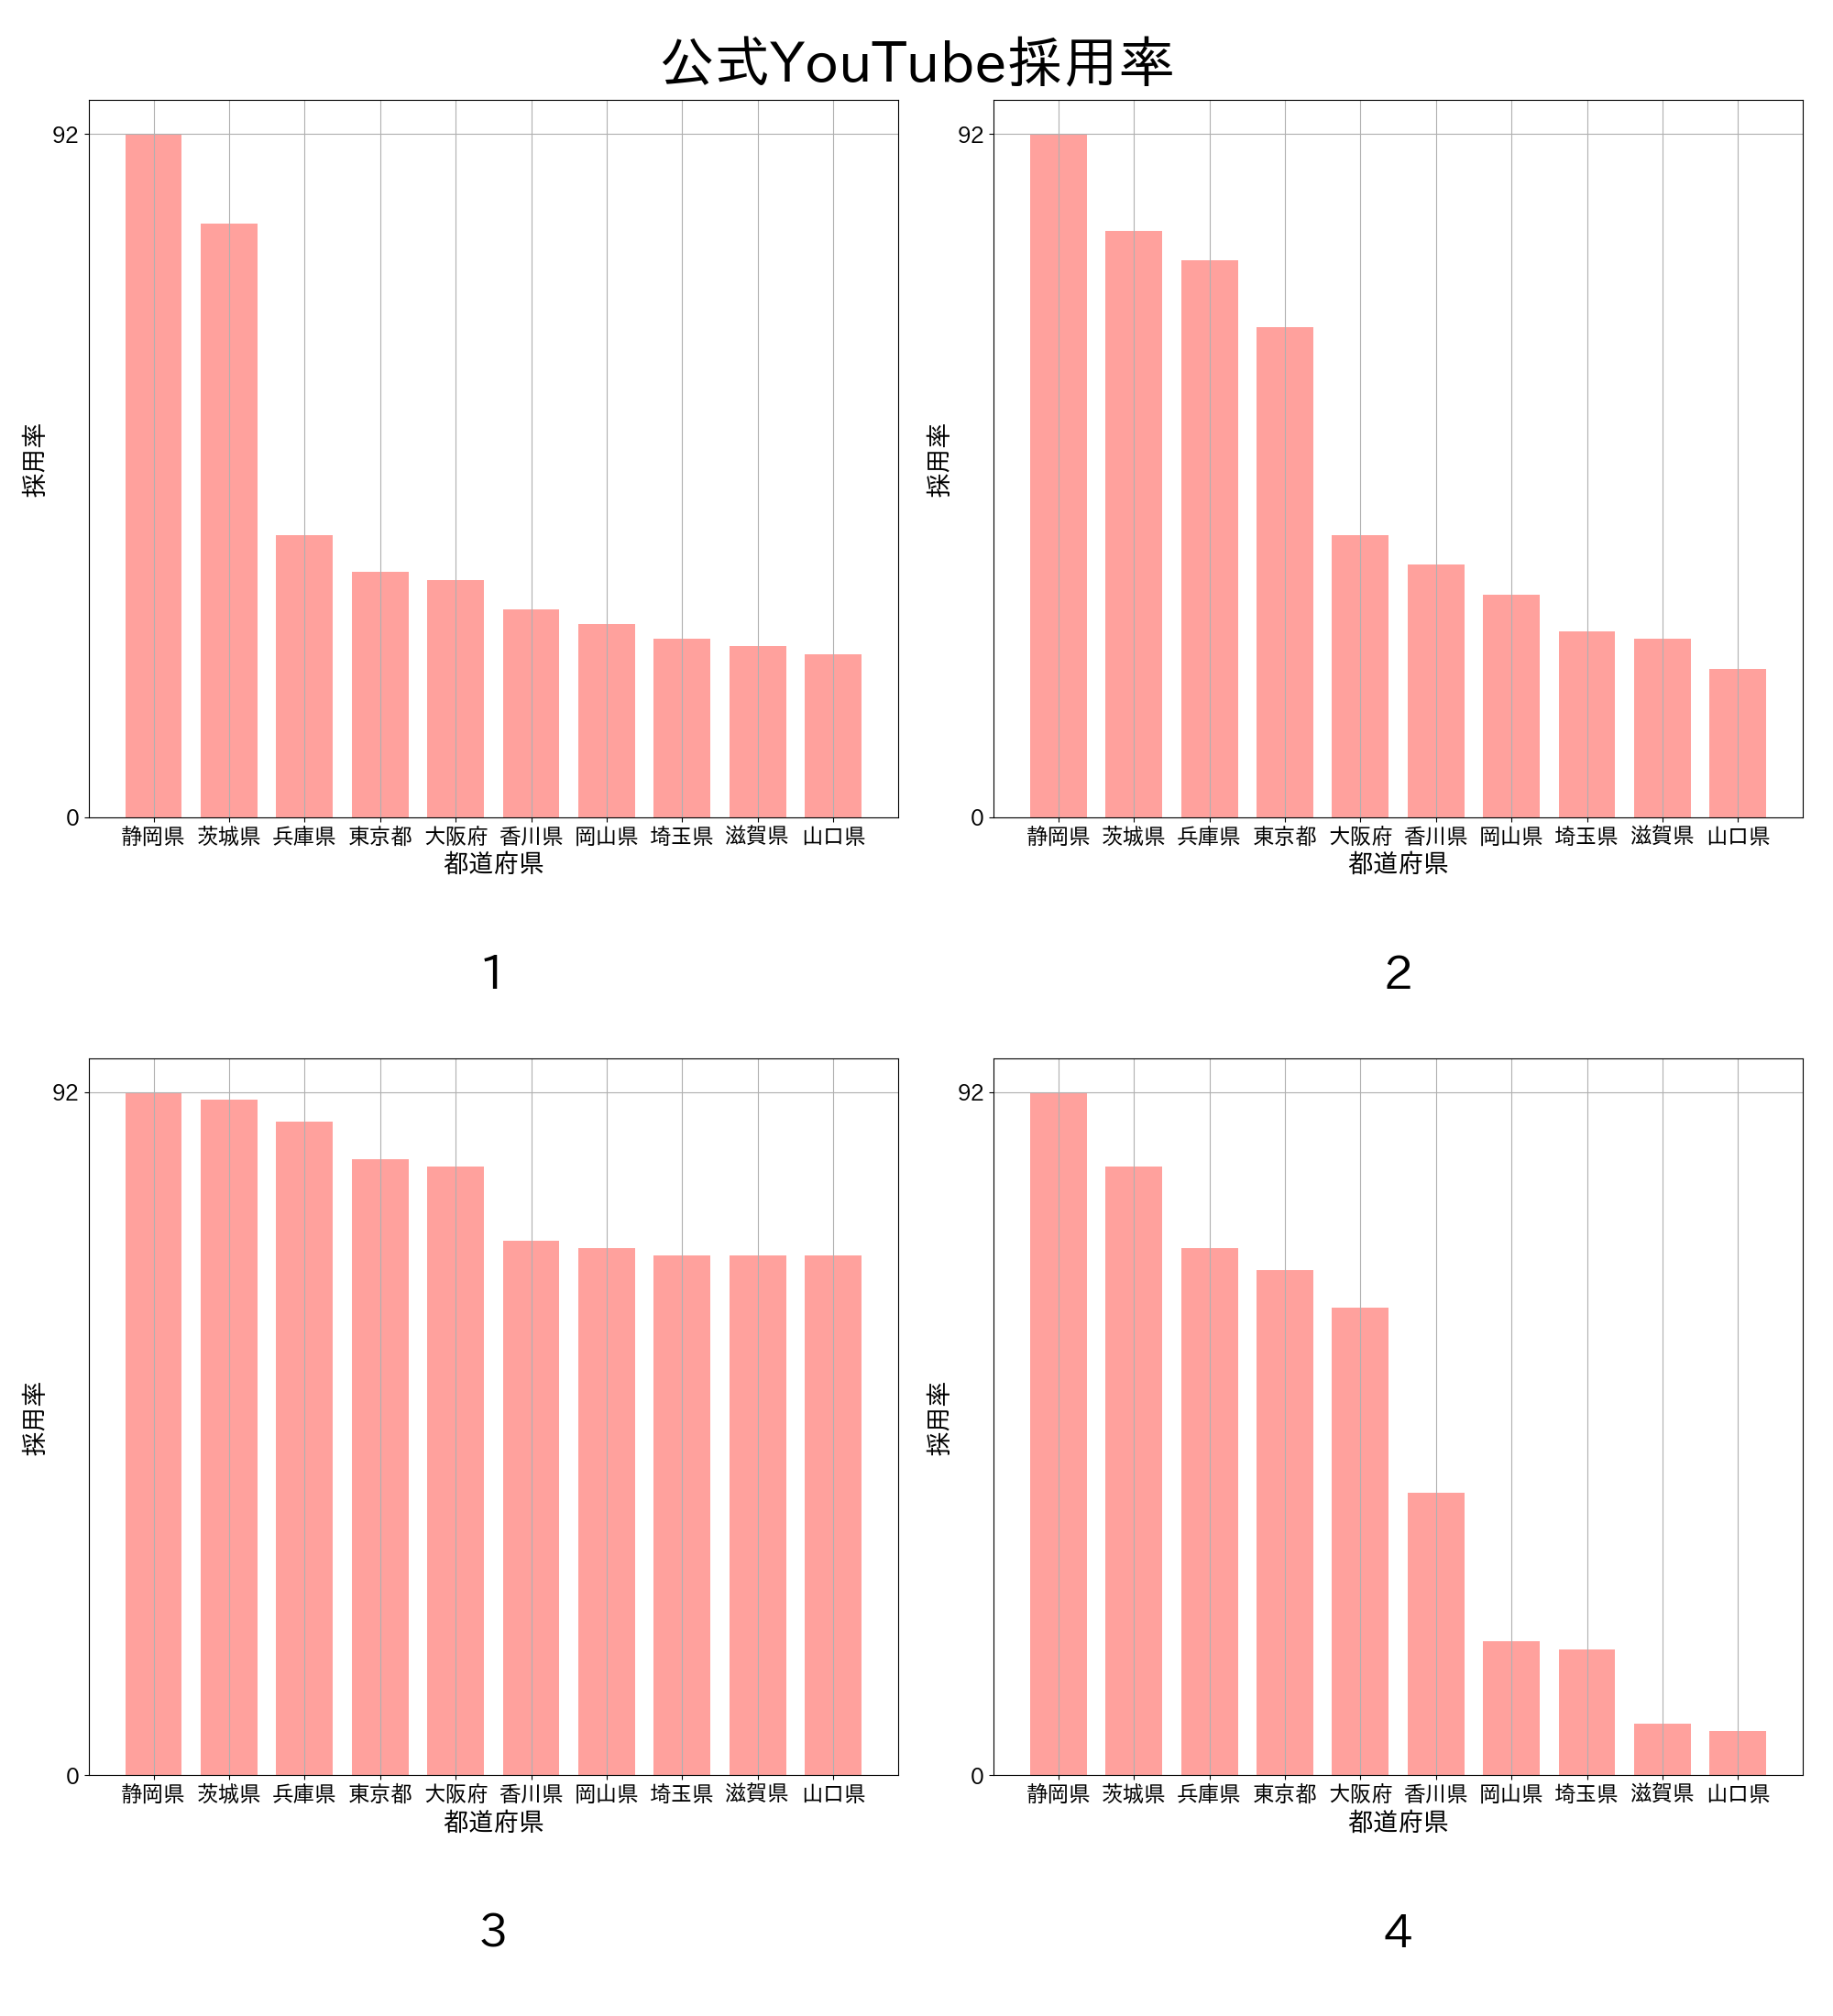 公式YouTube採用率
92
0
採用率
静岡県 茨城県 兵庫県 東京都 大阪府 香川県 岡山県 埼玉県 滋賀県 山口県
都道府県
1
92
0
採用率
静岡県 茨城県 兵庫県 東京都 大阪府 香川県 岡山県 埼玉県 滋賀県 山口県
都道府県
2
92
0
採用率
静岡県 茨城県 兵庫県 東京都 大阪府 香川県 岡山県 埼玉県 滋賀県 山口県
都道府県
3
92
0
採用率
静岡県 茨城県 兵庫県 東京都 大阪府 香川県 岡山県 埼玉県 滋賀県 山口県
都道府県
4